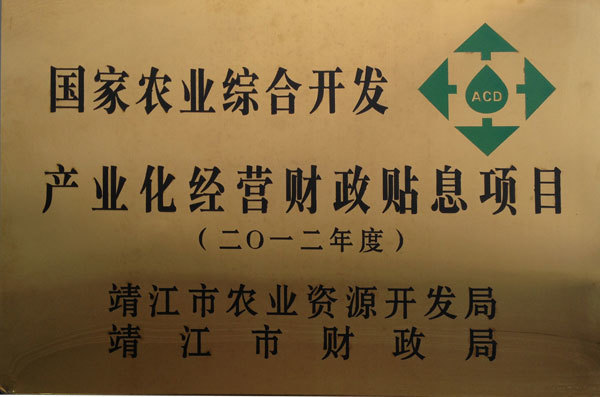 国家农业综合开发
ACD
产业化经营财政贴息项目
（二〇一二年度）
靖江市农业资源开发局
靖江市财政局